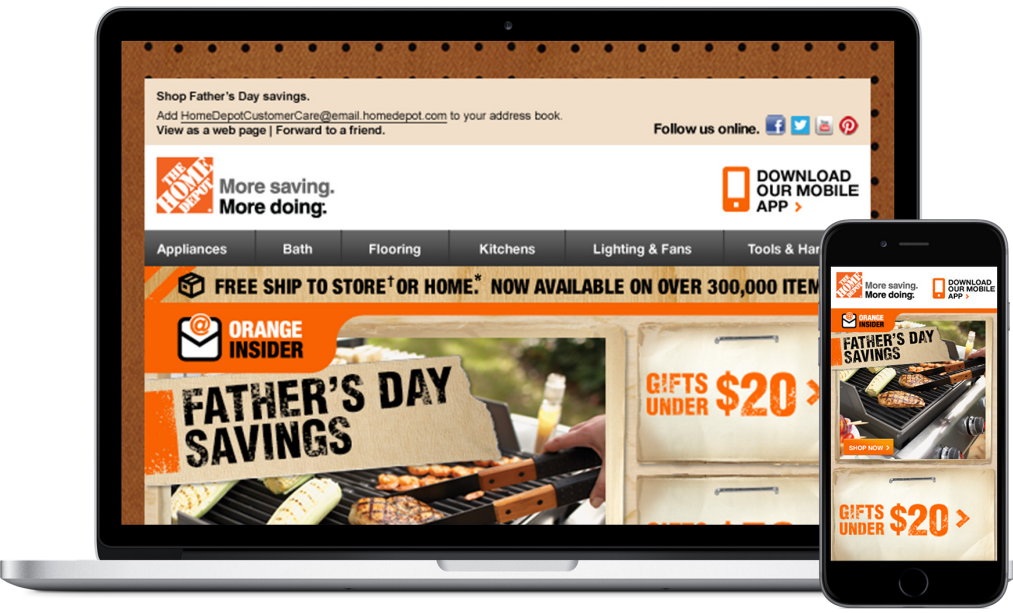 Shop Father's Day savings.
Add HomeDepotCustomerCare@email.homedepot.com to your address book.
View as a web page | Forward to a friend.
Follow us online.
THE
HOME
DEPOT
More saving.
More doing.
DOWNLOAD
OUR MOBILE
APP >
Appliances Bath Flooring Kitchens Lighting & Fans Tools & Har
FREE SHIP TO STORE† OR HOME.* NOW AVAILABLE ON OVER 300,000 ITEM
ORANGE
INSIDER
FATHER'S DAY
SAVINGS
GIFTS
UNDER $20 >
THE
HOME
DEPOT
More saving.
More doing.
DOWNLOAD
OUR MOBILE
APP >
ORANGE
INSIDER
FATHER'S DAY
SAVINGS
SHOP NOW >
GIFTS
UNDER $20 >